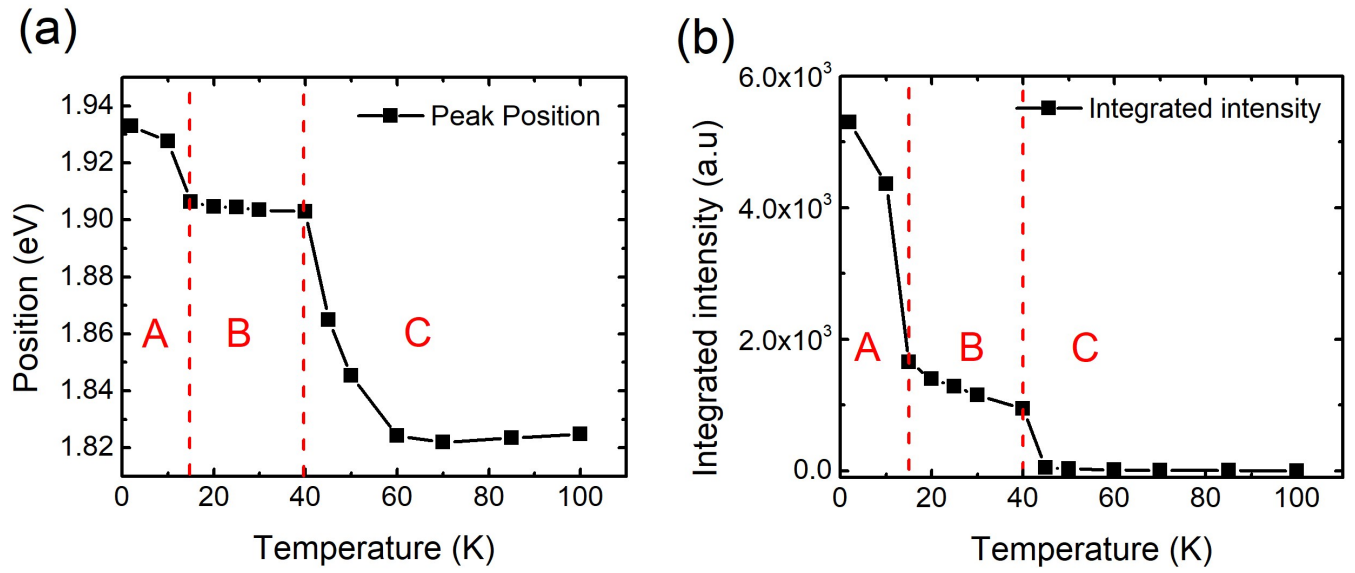 (a)
1.94
1.92
1.90
1.88
1.86
1.84
1.82
Position (eV)
Peak Position
A
B
C
0
20
40
60
80
100
Temperature (K)
(b)
6.0x10³
4.0x10³
2.0x10³
0.0
Integrated intensity (a.u)
Integrated intensity
A
B
C
0
20
40
60
80
100
Temperature (K)